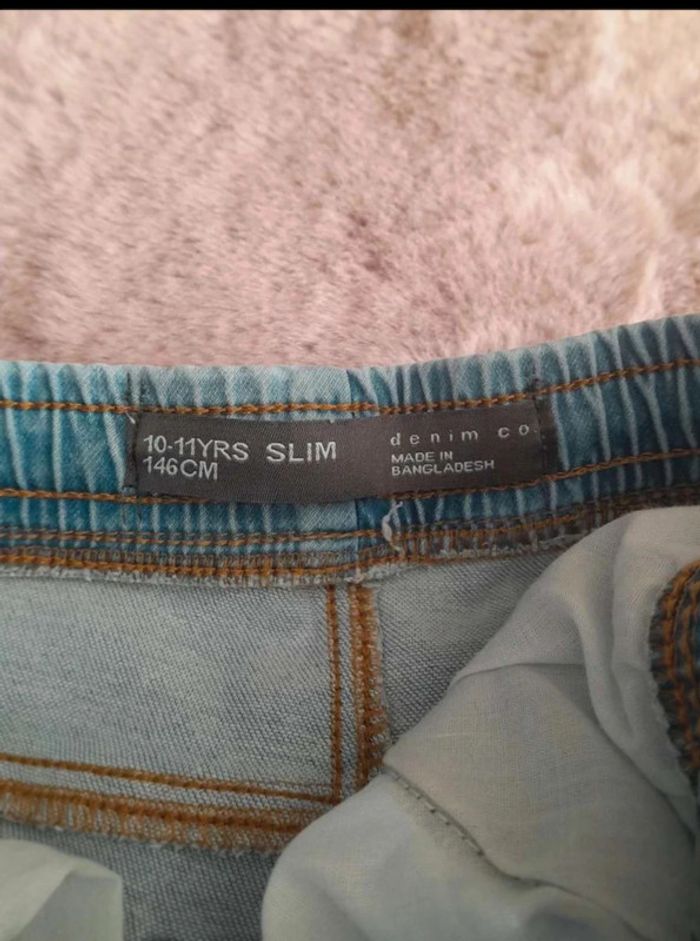 10-11YRS SLIM
146CM
denim co.
MADE IN
BANGLADESH